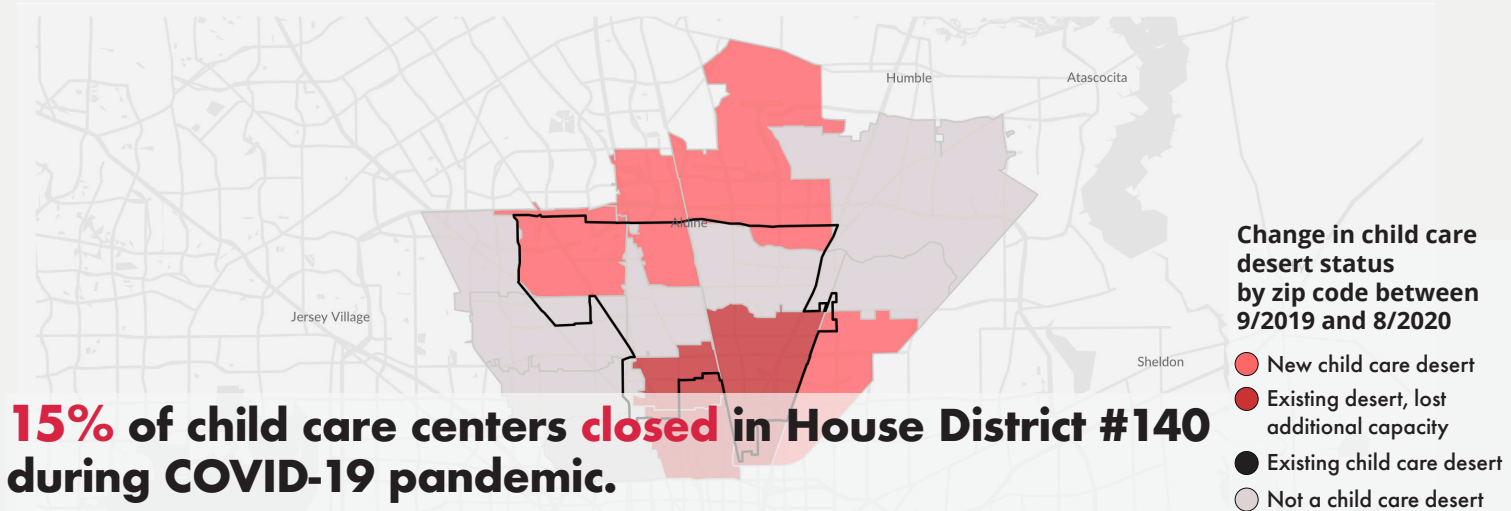 Humble
Atascocita
Aldine
Jersey Village
Sheldon
Change in child care
desert status
by zip code between
9/2019 and 8/2020
New child care desert
Existing desert, lost
additional capacity
Existing child care desert
Not a child care desert
15% of child care centers closed in House District #140
during COVID-19 pandemic.